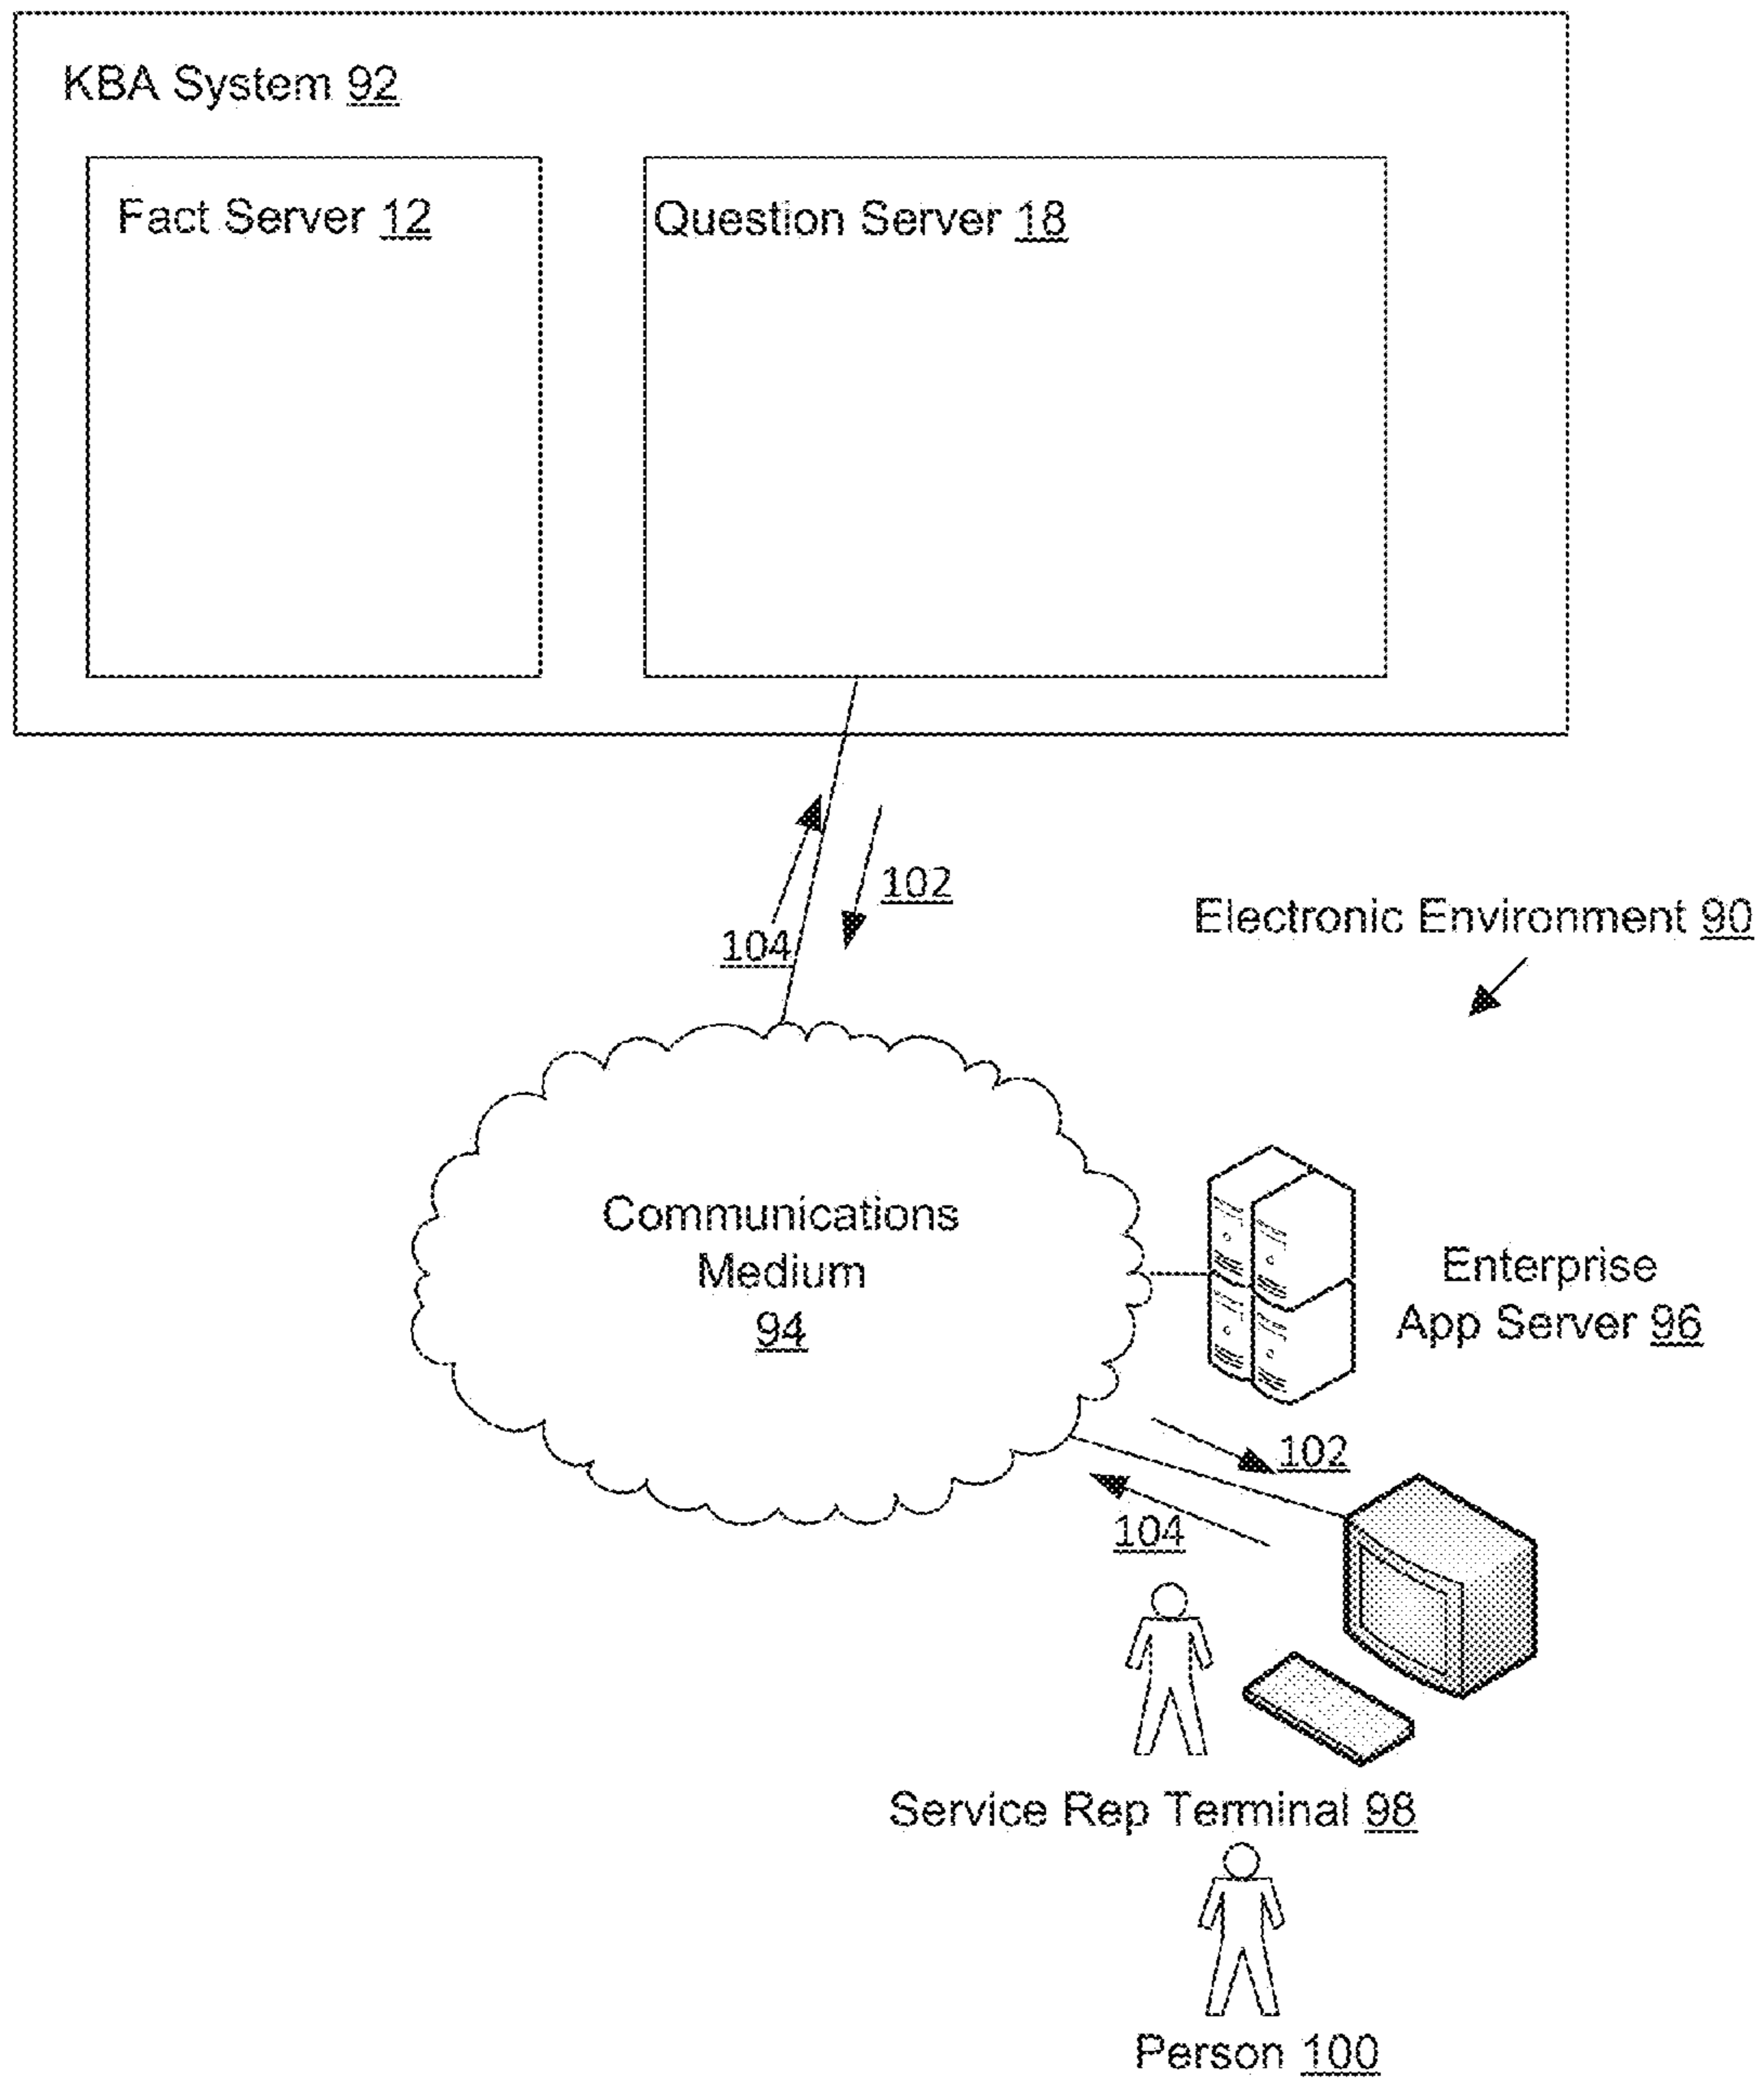 KBA System 92
Fact Server 12
Question Server 18
102
104
Electronic Environment 90
Communications
Medium
94
Enterprise
App Server 96
102
104
Service Rep Terminal 98
Person 100